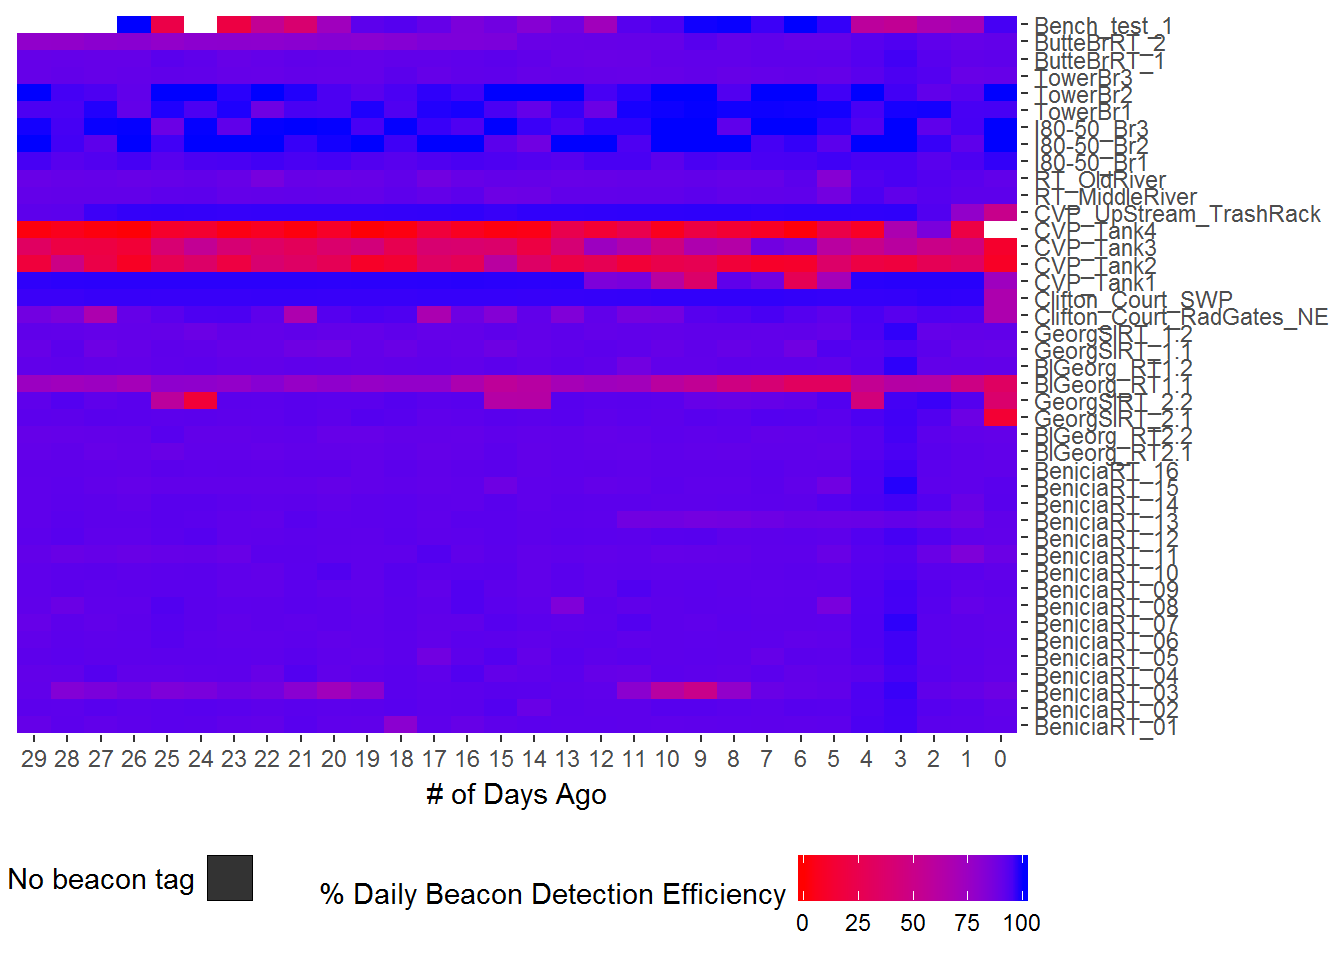 Bench_test_1
ButteBrRT_2
ButteBrRT_1
TowerBr3
TowerBr2
TowerBr1
I80-50_Br3
I80-50_Br2
I80-50_Br1
RT_OldRiver
RT_MiddleRiver
CVP_UpStream_TrashRack
CVP_Tank4
CVP_Tank3
CVP_Tank2
CVP_Tank1
Clifton_Court_SWP
Clifton_Court_RadGates_NE
GeorgSlRT_1.2
GeorgSlRT_1.1
BlGeorg_RT1.2
BlGeorg_RT1.1
GeorgSlRT_2.2
GeorgSlRT_2.1
BlGeorg_RT2.2
BlGeorg_RT2.1
BeniciaRT_16
BeniciaRT_15
BeniciaRT_14
BeniciaRT_13
BeniciaRT_12
BeniciaRT_11
BeniciaRT_10
BeniciaRT_09
BeniciaRT_08
BeniciaRT_07
BeniciaRT_06
BeniciaRT_05
BeniciaRT_04
BeniciaRT_03
BeniciaRT_02
BeniciaRT_01
29 28 27 26 25 24 23 22 21 20 19 18 17 16 15 14 13 12 11 10 9 8 7 6 5 4 3 2 1 0
# of Days Ago
No beacon tag
% Daily Beacon Detection Efficiency
0 25 50 75 100